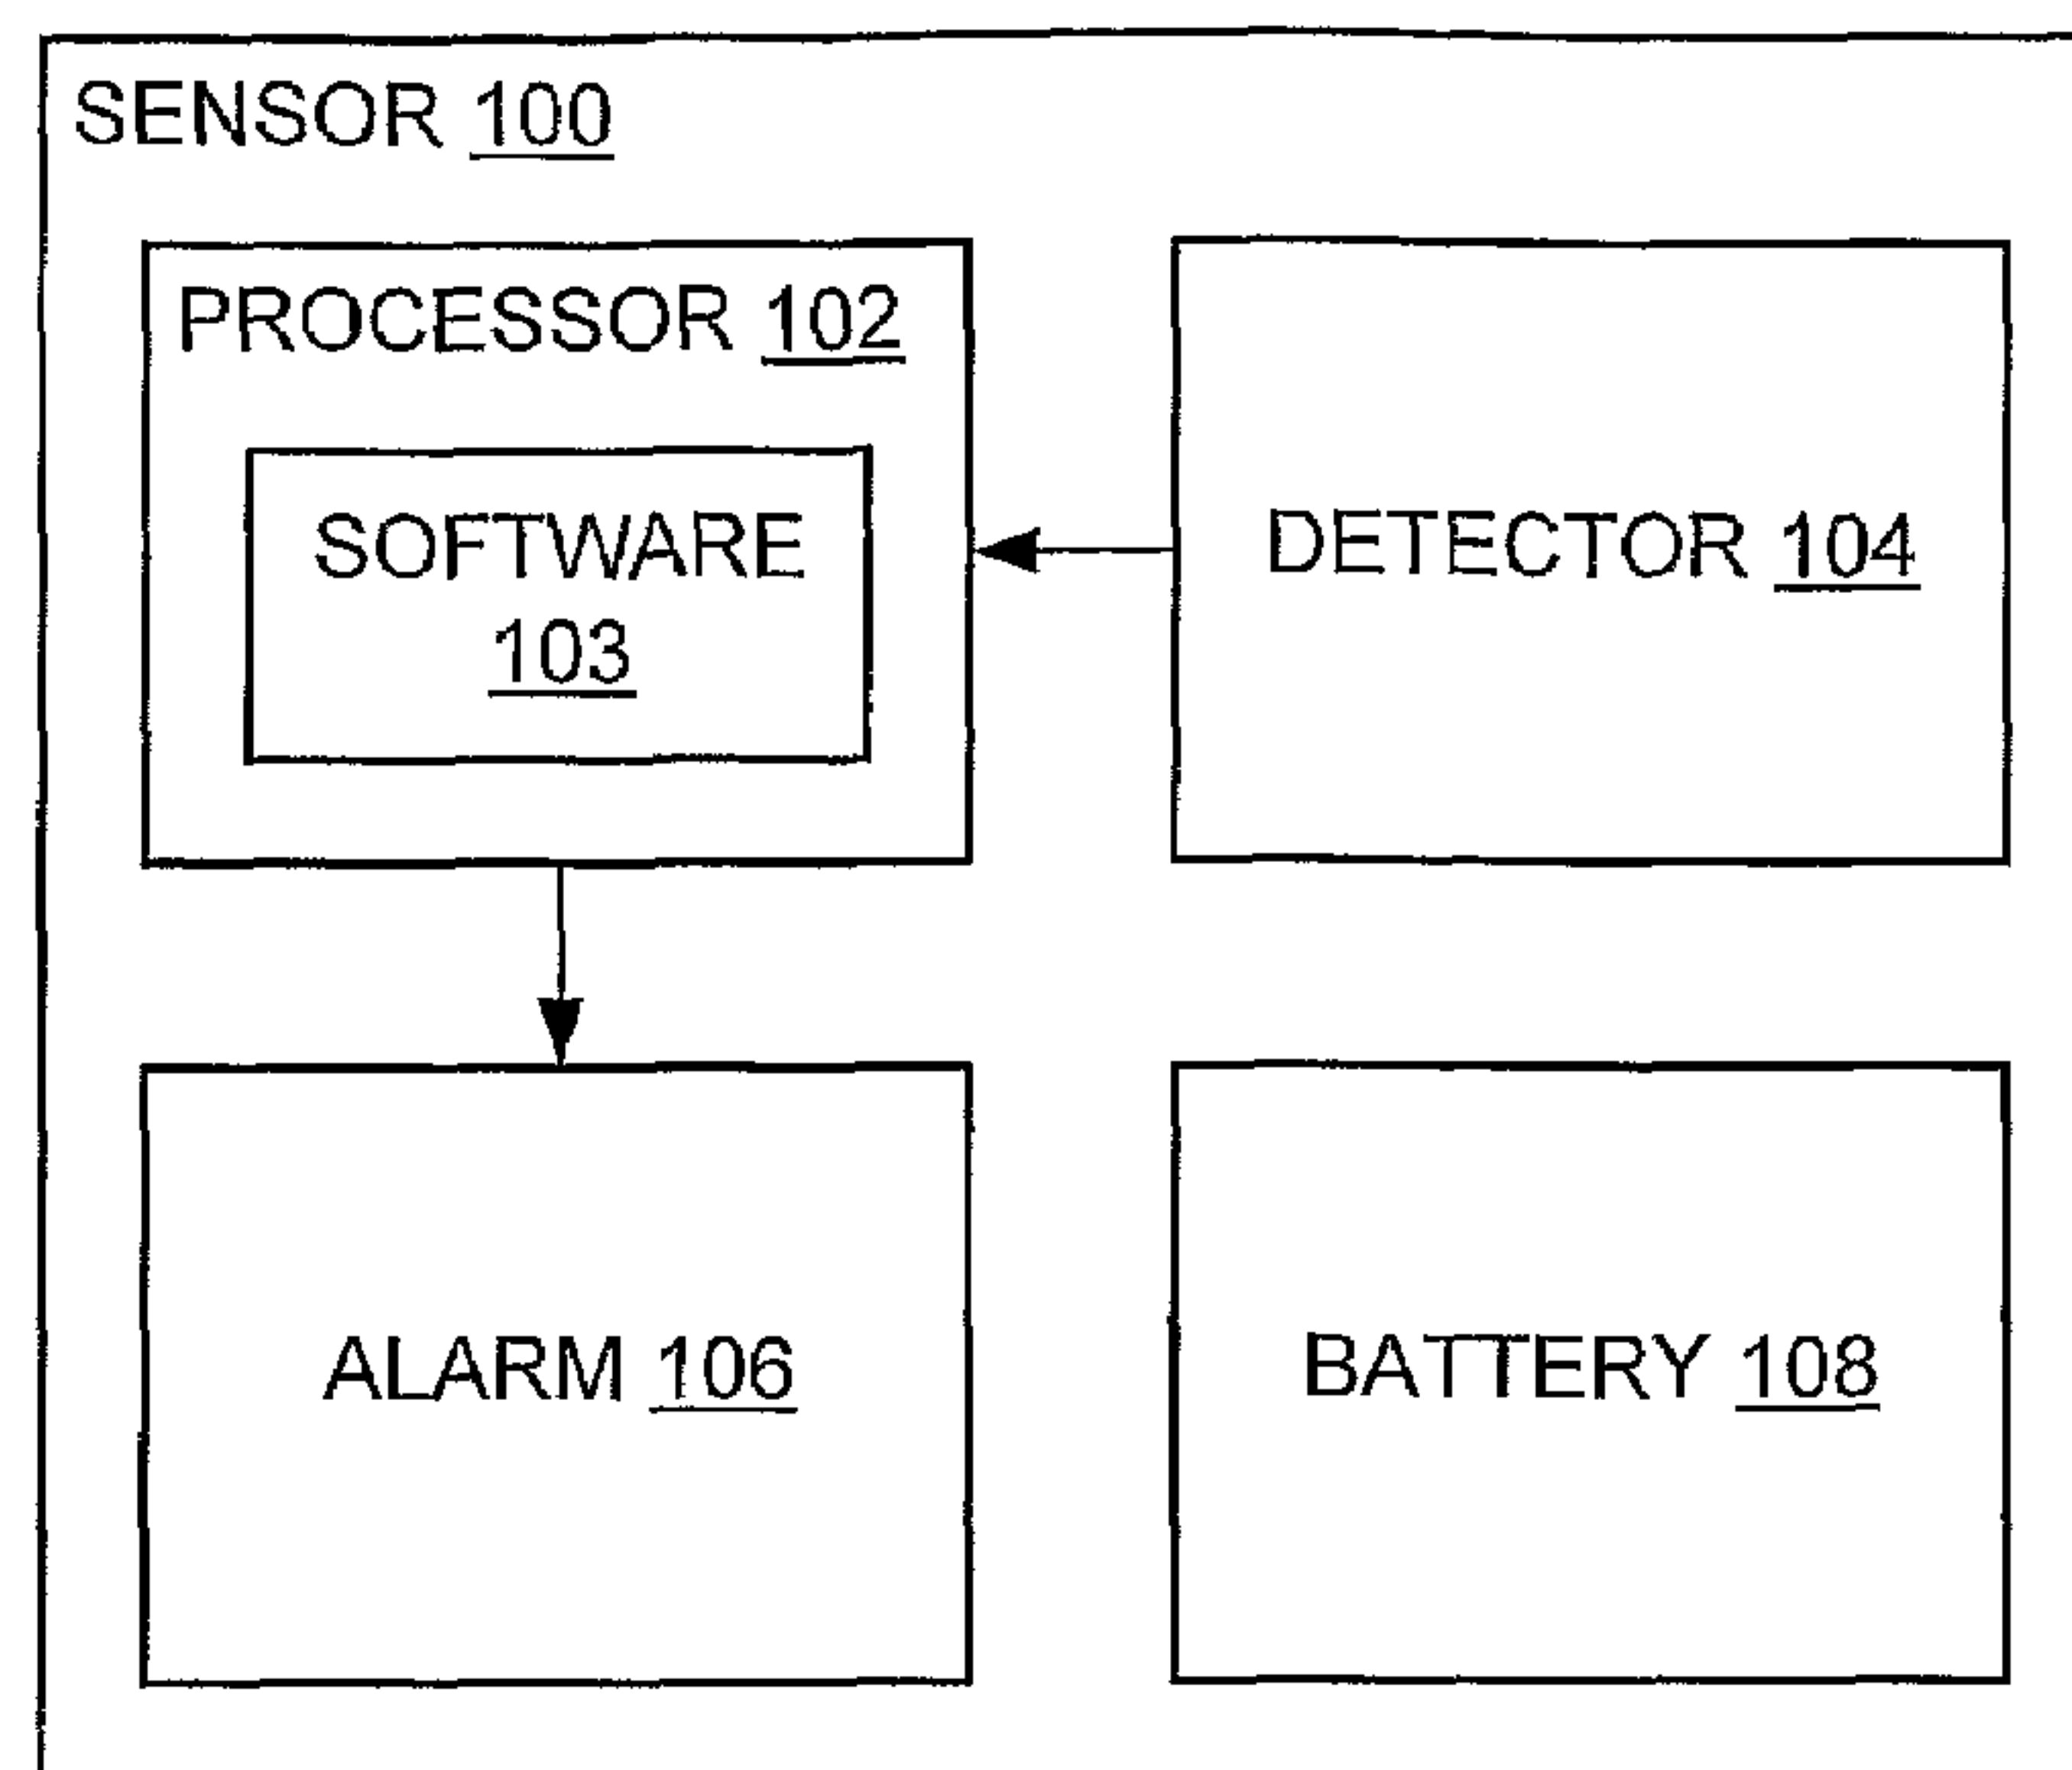 SENSOR 100
PROCESSOR 102
SOFTWARE
103
DETECTOR 104
ALARM 106
BATTERY 108